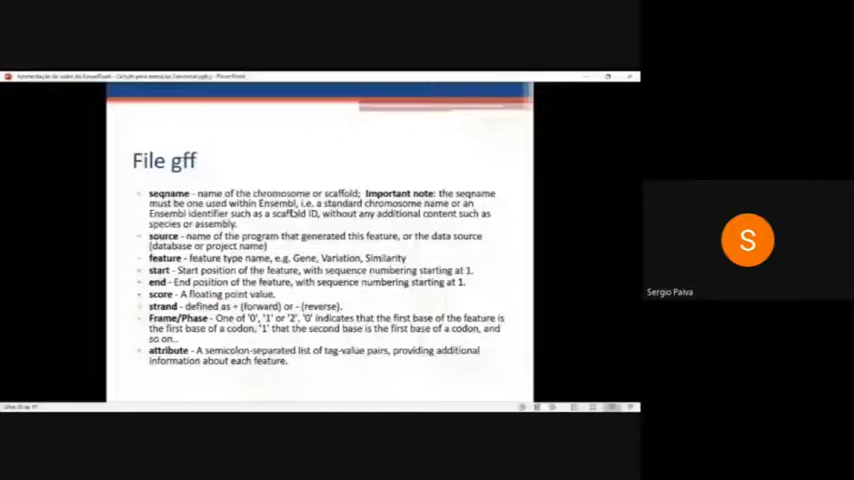 File gff
seqname - name of the chromosome or scaffold; Important note: the seqname
must be one used within Ensembl, i.e. a standard chromosome name or an
Ensembl identifier such as a scaffold ID, without any additional content such as
species or assembly.
source - name of the program that generated this feature, or the data source
(database or project name)
feature - feature type name, e.g. Gene, Variation, Similarity
start - Start position of the feature, with sequence numbering starting at 1.
end - End position of the feature, with sequence numbering starting at 1.
score - A floating point value.
strand - defined as + (forward) or - (reverse).
Frame/Phase - One of '0', '1' or '2'. '0' indicates that the first base of the feature is
the first base of a codon, '1' that the second base is the first base of a codon, and
so on..
attribute - A semicolon-separated list of tag-value pairs, providing additional
information about each feature.
S
Sergio Paiva